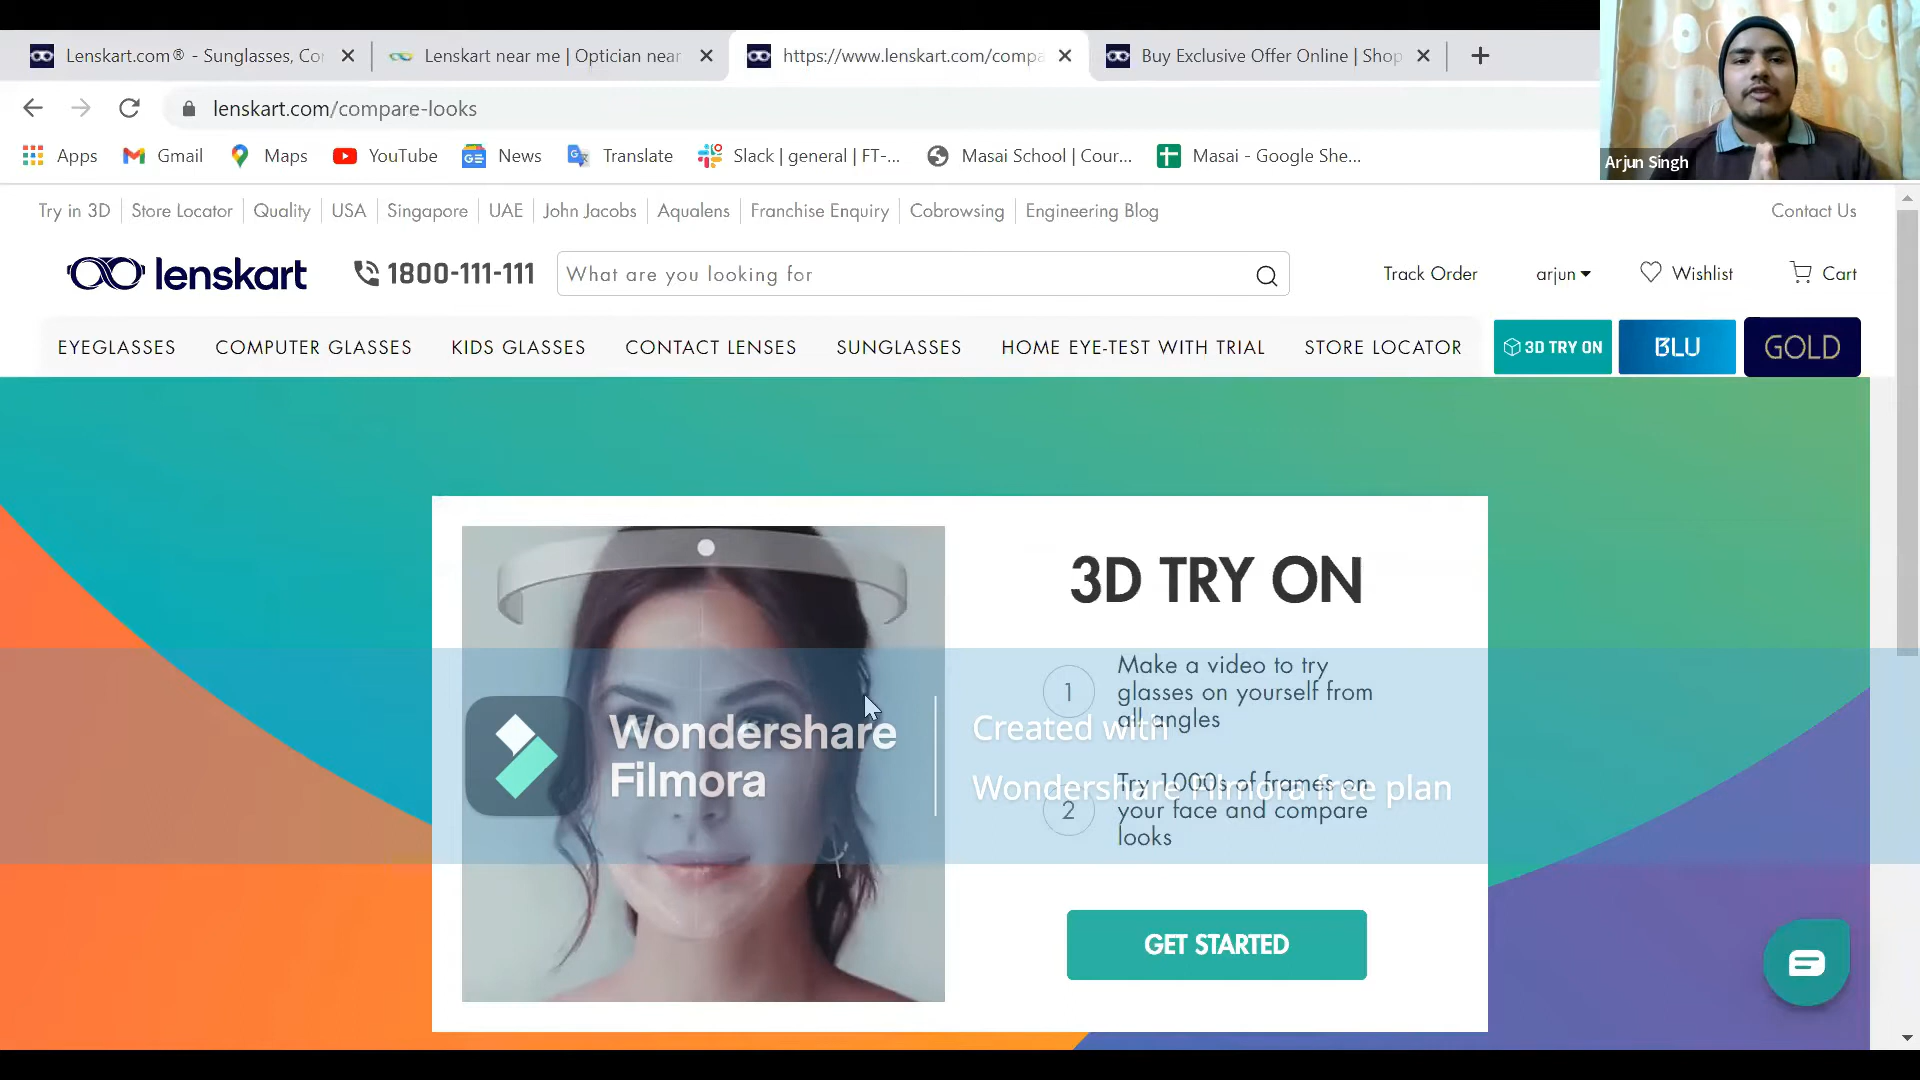 Lenskart.com® - Sunglasses, Co
Lenskart near me | Optician near
https://www.lenskart.com/compa
Buy Exclusive Offer Online | Shop
lenskart.com/compare-looks
Apps
Gmail
Maps
YouTube
News
Translate
Slack | general | FT-...
Masai School | Cour...
Masai - Google She...
Arjun Singh
Try in 3D
Store Locator
Quality
USA
Singapore
UAE
John Jacobs
Aqualens
Franchise Enquiry
Cobrowsing
Engineering Blog
Contact Us
lenskart
1800-111-111
What are you looking for
Track Order
arjun
Wishlist
Cart
EYEGLASSES
COMPUTER GLASSES
KIDS GLASSES
CONTACT LENSES
SUNGLASSES
HOME EYE-TEST WITH TRIAL
STORE LOCATOR
3D TRY ON
BLU
GOLD
3D TRY ON
1
Make a video to try
glasses on yourself from
all angles
2
Try 1000s of frames on
your face and compare
looks
GET STARTED
Wondershare
Filmora
Created with
Wondershare Filmora free plan